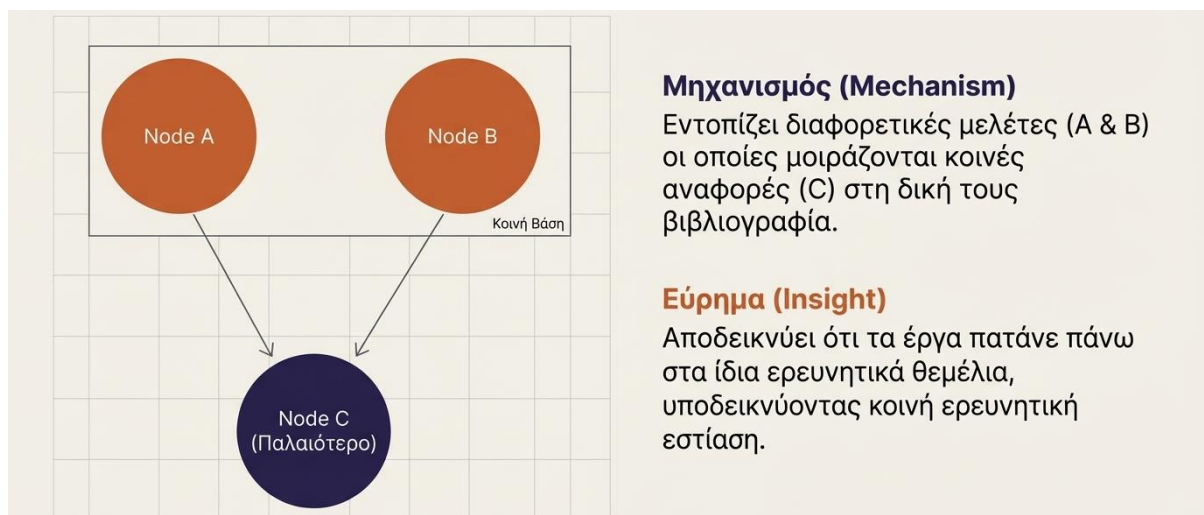 Node A
Node B
Κοινή Βάση
Node C
(Παλαιότερο)
Μηχανισμός (Mechanism)
Εντοπίζει διαφορετικές μελέτες (A & B)
οι οποίες μοιράζονται κοινές
αναφορές (C) στη δική τους
βιβλιογραφία.
Εύρημα (Insight)
Αποδεικνύει ότι τα έργα πατάνε πάνω
στα ίδια ερευνητικά θεμέλια,
υποδεικνύοντας κοινή ερευνητική
εστίαση.